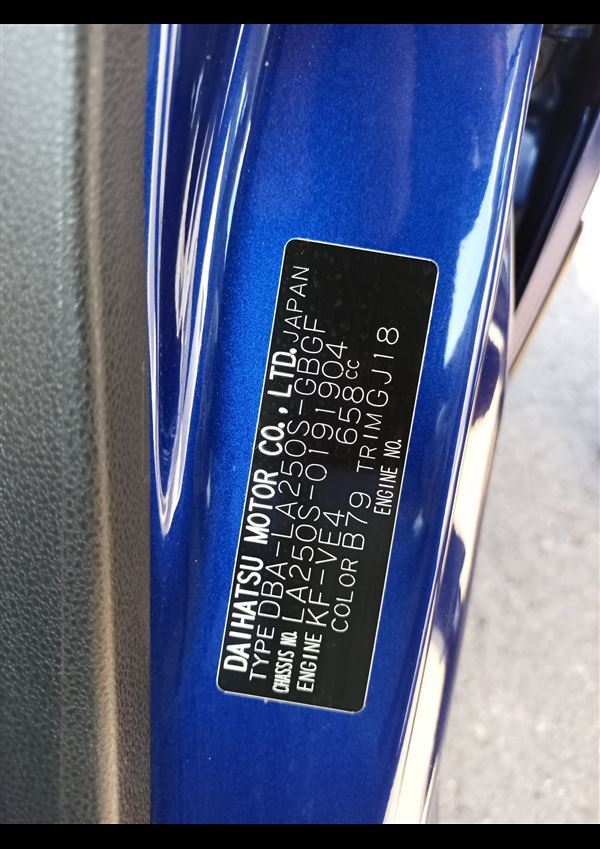 DAIHATSU MOTOR CO., LTD. JAPAN
TYPE DBA-LA250S-GBGF
CHASSIS NO. LA250S-0191904
ENGINE KF-VE4 658cc
COLOR B79 TRIM GJ18
ENGINE NO.